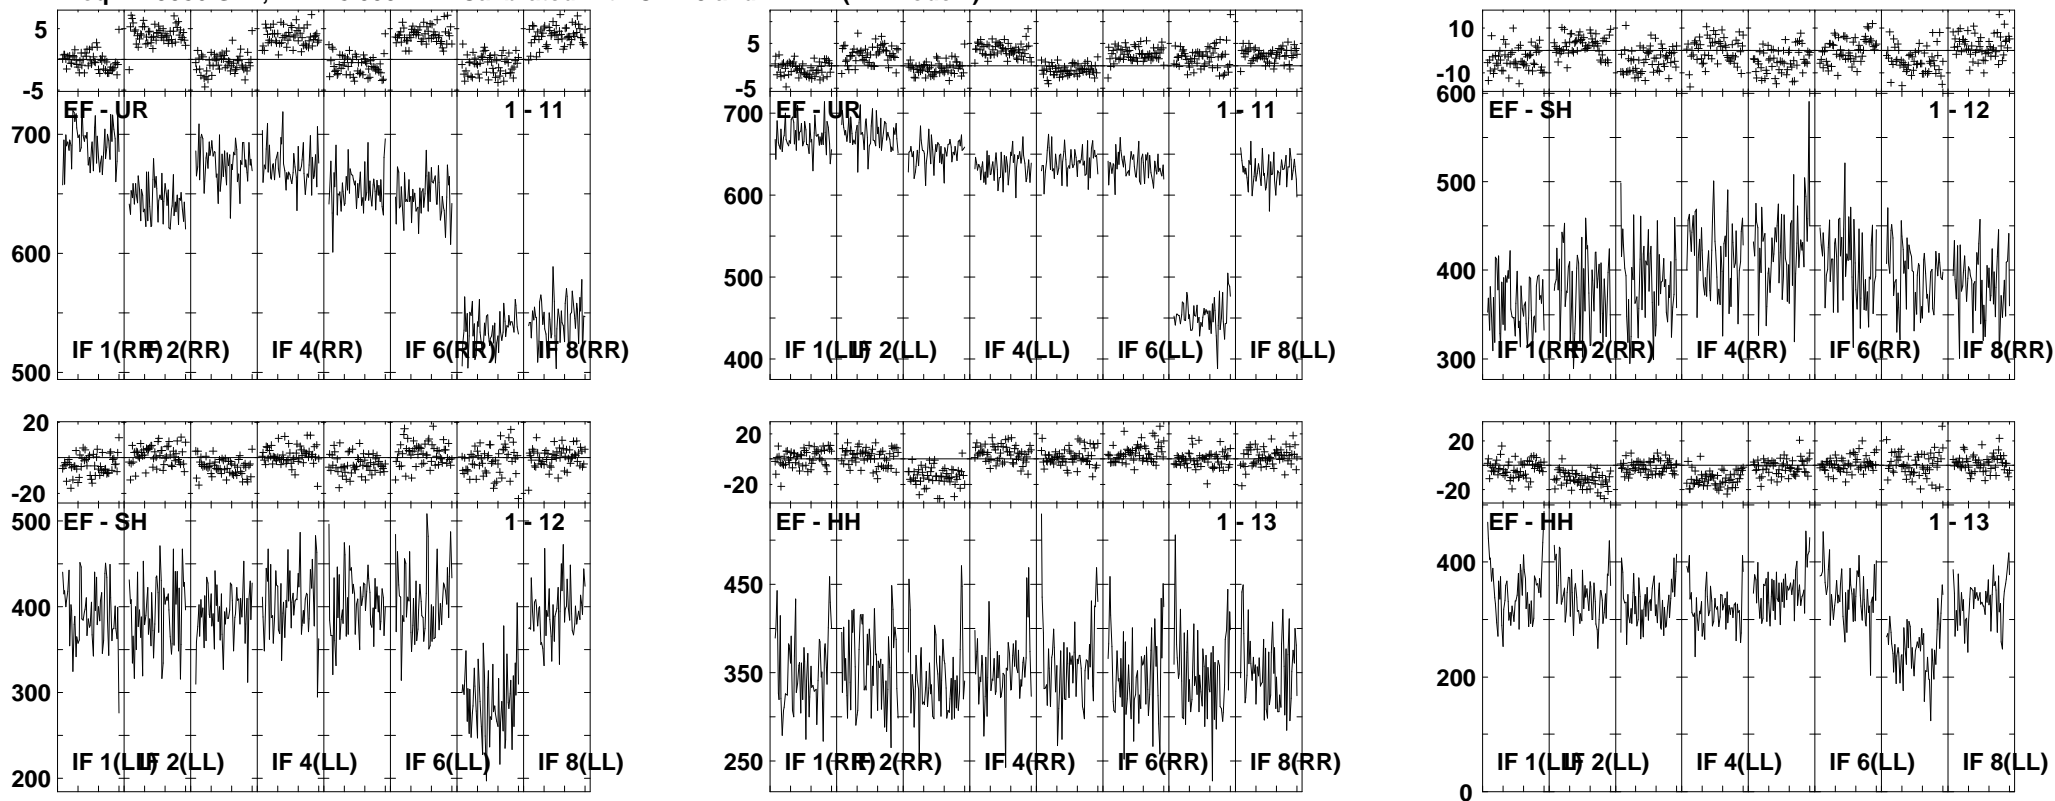 5
-5
EF - UR 1 - 11
700
600
500
IF 1(RR) IF 2(RR) IF 4(RR) IF 6(RR) IF 8(RR)
5
-5
EF - UR 1 - 11
700
600
500
400
IF 1(LL) IF 2(LL) IF 4(LL) IF 6(LL) IF 8(LL)
10
-10
600
EF - SH 1 - 12
500
400
300
IF 1(RR) IF 2(RR) IF 4(RR) IF 6(RR) IF 8(RR)
20
-20
EF - SH 1 - 12
500
400
300
200
IF 1(LL) IF 2(LL) IF 4(LL) IF 6(LL) IF 8(LL)
20
-20
EF - HH 1 - 13
450
350
250
IF 1(RR) IF 2(RR) IF 4(RR) IF 6(RR) IF 8(RR)
20
-20
EF - HH 1 - 13
400
200
0
IF 1(LL) IF 2(LL) IF 4(LL) IF 6(LL) IF 8(LL)